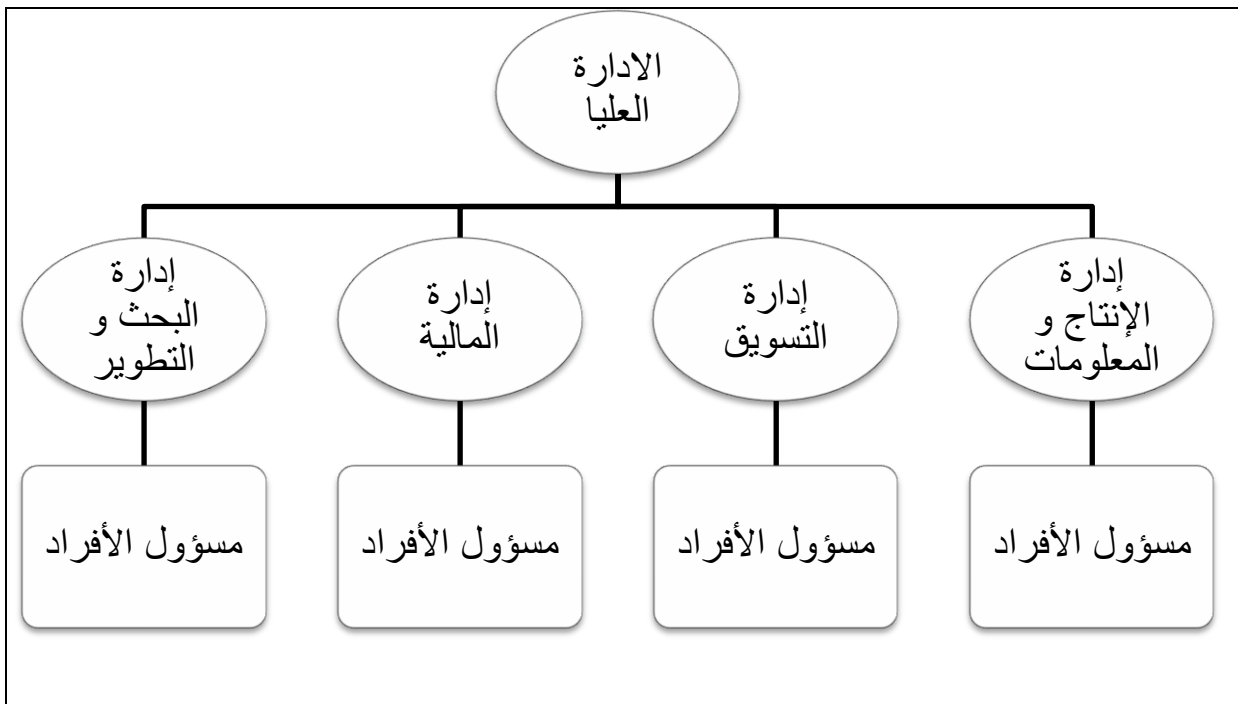 الادارة
العليا
إدارة
الإنتاج و
المعلومات
إدارة
التسويق
إدارة
المالية
إدارة
البحث و
التطوير
مسؤول الأفراد
مسؤول الأفراد
مسؤول الأفراد
مسؤول الأفراد